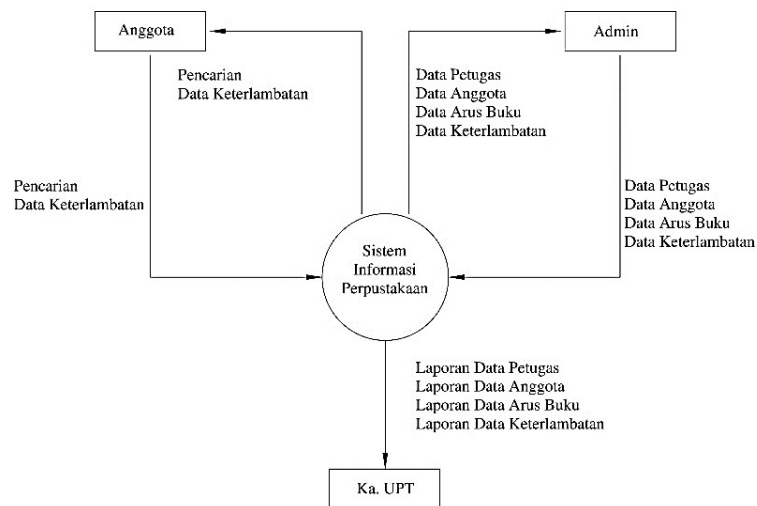 Anggota
Admin
Pencarian
Data Keterlambatan
Data Petugas
Data Anggota
Data Arus Buku
Data Keterlambatan
Pencarian
Data Keterlambatan
Data Petugas
Data Anggota
Data Arus Buku
Data Keterlambatan
Sistem
Informasi
Perpustakaan
Laporan Data Petugas
Laporan Data Anggota
Laporan Data Arus Buku
Laporan Data Keterlambatan
Ka. UPT